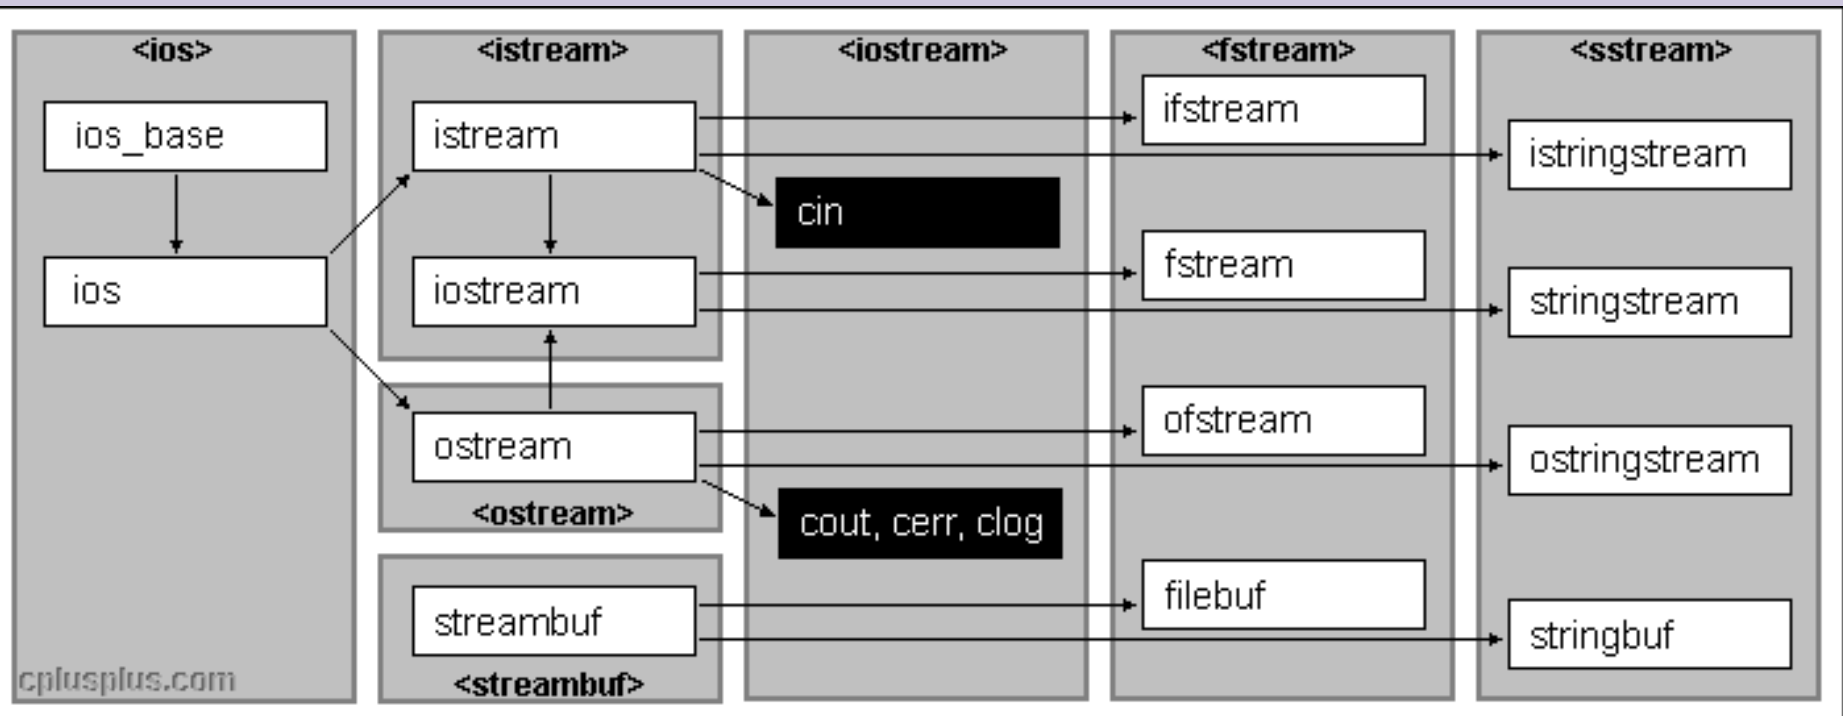 <ios>
ios_base
ios
cplusplus.com
<istream>
istream
iostream
ostream
<ostream>
streambuf
<streambuf>
<iostream>
cin
cout, cerr, clog
<fstream>
ifstream
fstream
ofstream
filebuf
<sstream>
istringstream
stringstream
ostringstream
stringbuf